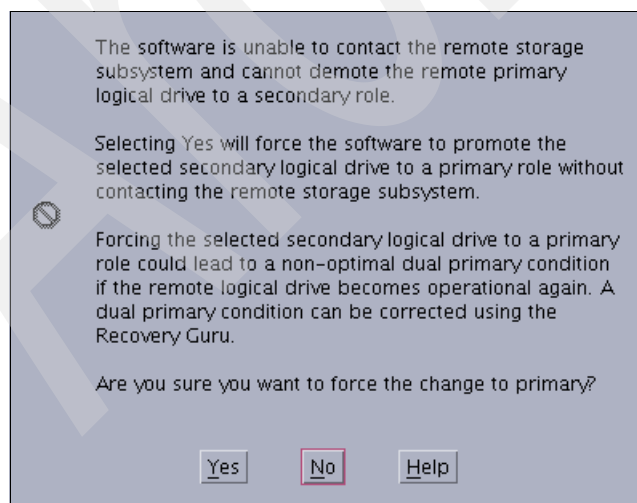 The software is unable to contact the remote storage
subsystem and cannot demote the remote primary
logical drive to a secondary role.
Selecting Yes will force the software to promote the
selected secondary logical drive to a primary role without
contacting the remote storage subsystem.
Forcing the selected secondary logical drive to a primary
role could lead to a non-optimal dual primary condition
if the remote logical drive becomes operational again. A
dual primary condition can be corrected using the
Recovery Guru.
Are you sure you want to force the change to primary?
Yes No Help